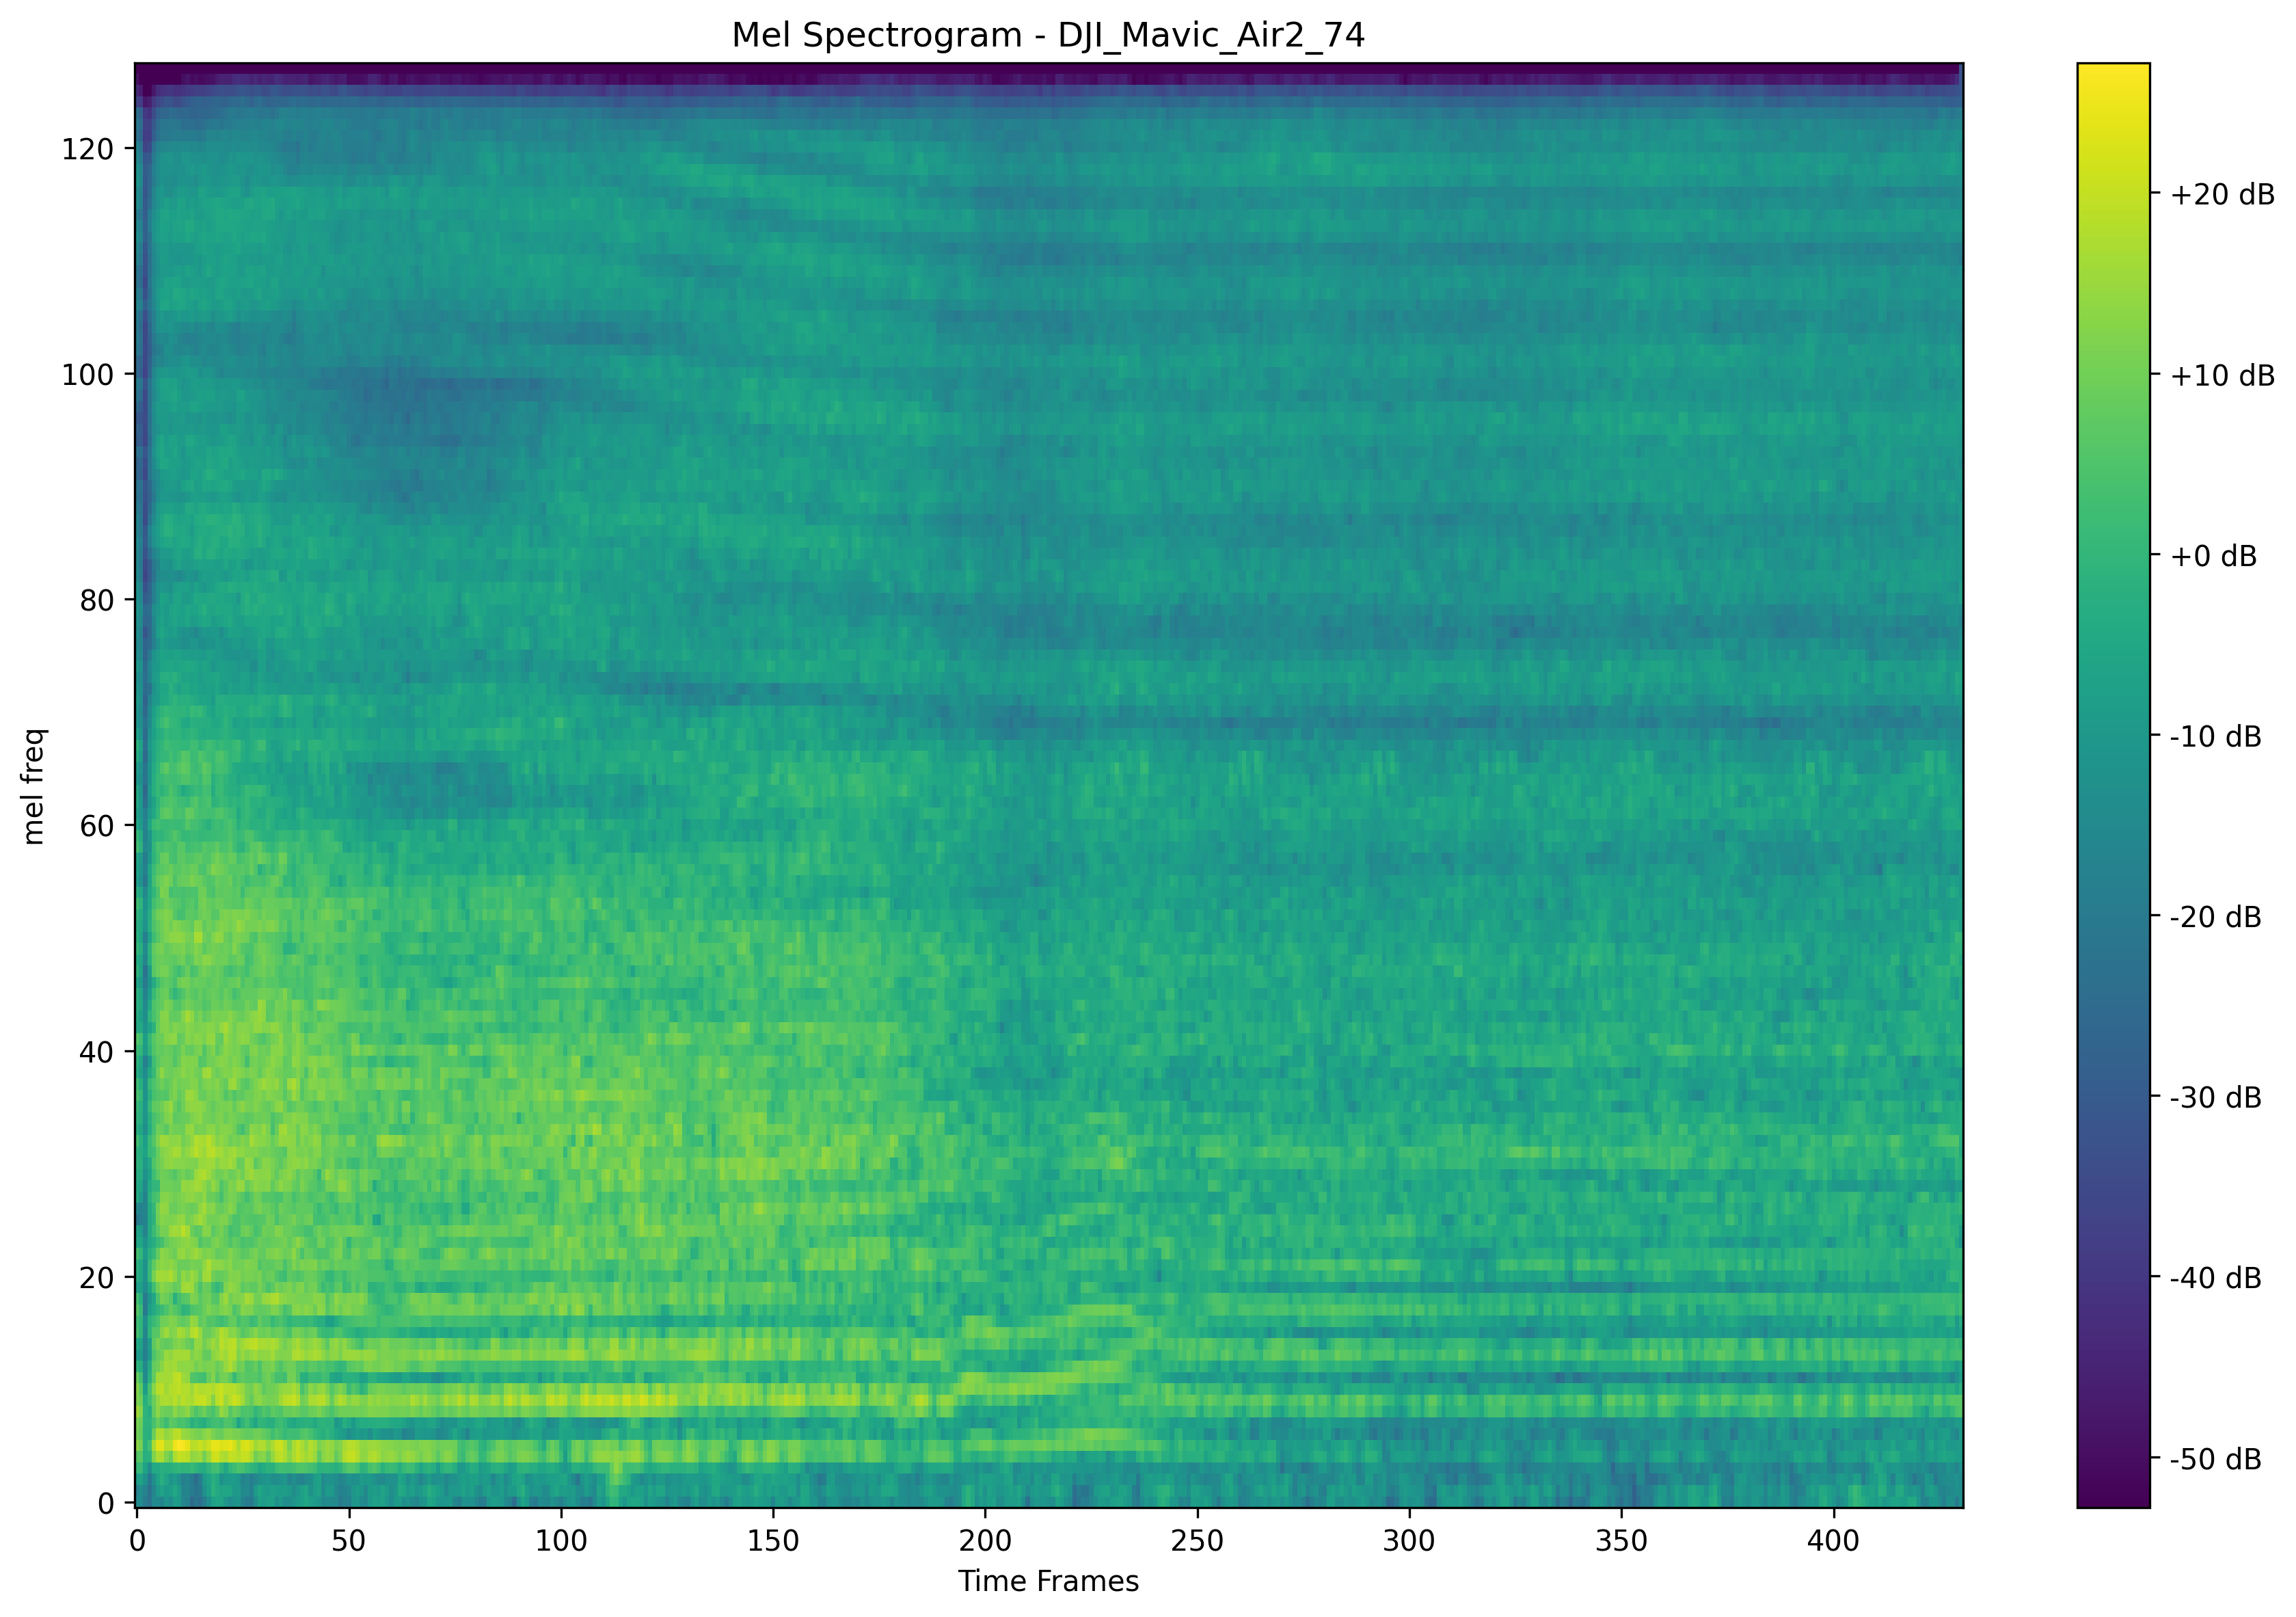 Mel Spectrogram - DJI_Mavic_Air2_74
mel freq
120
100
80
60
40
20
0
0 50 100 150 200 250 300 350 400
Time Frames
+20 dB
+10 dB
+0 dB
-10 dB
-20 dB
-30 dB
-40 dB
-50 dB